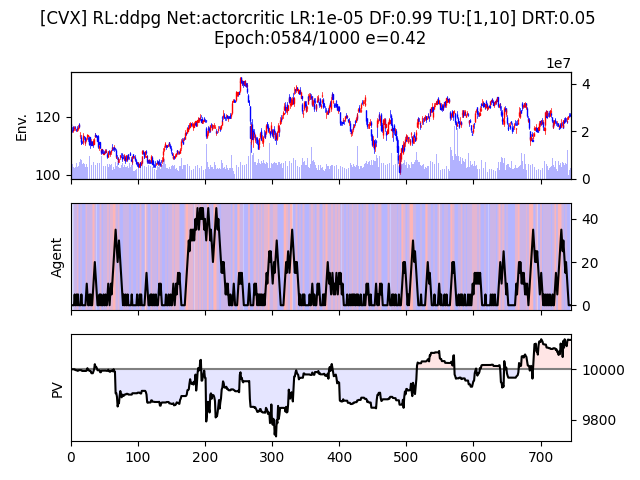 [CVX] RL:ddpg Net:actorcritic LR:1e-05 DF:0.99 TU:[1,10] DRT:0.05
Epoch:0584/1000 e=0.42
1e7
Env.
120
100
4
2
0
Agent
40
20
0
PV
10000
9800
0 100 200 300 400 500 600 700